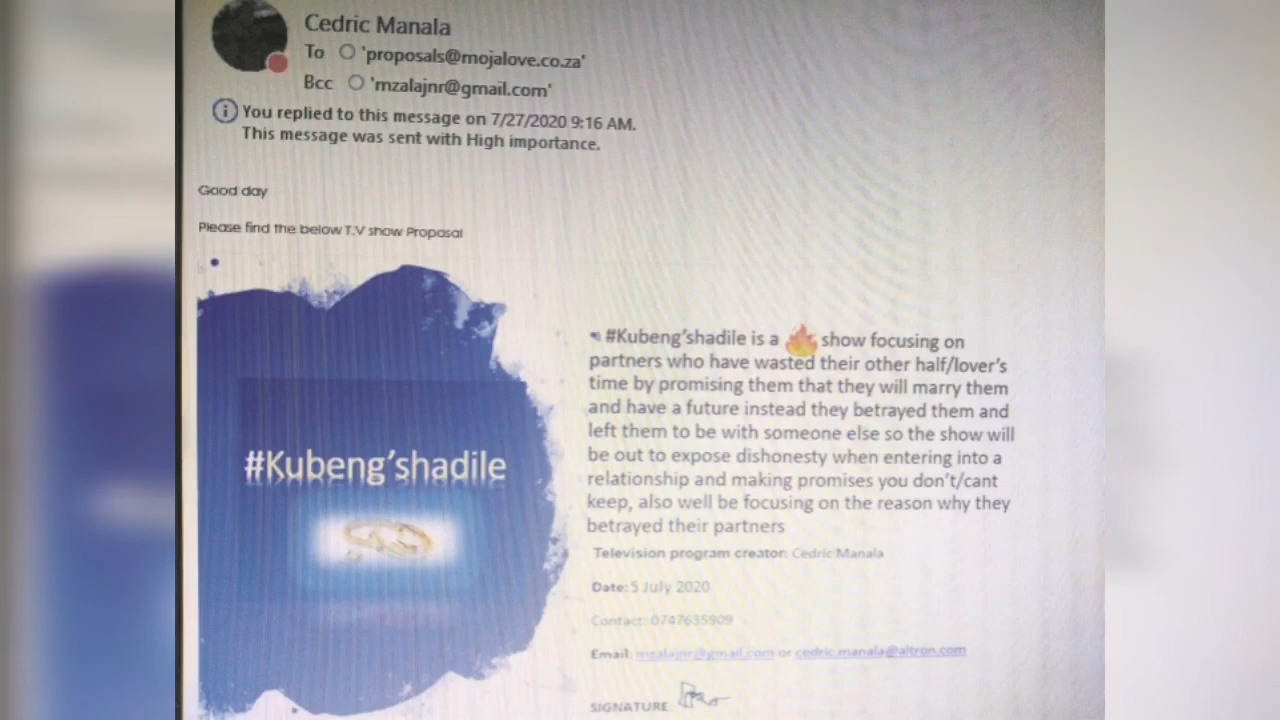 Cedric Manala
To 'proposals@mojalove.co.za'
Bcc 'mzalajnr@gmail.com'
You replied to this message on 7/27/2020 9:16 AM.
This message was sent with High importance.
Good day
Please find the below T.V show Proposal
#Kubeng'shadile
#Kubeng'shadile is a 🔥 show focusing on
partners who have wasted their other half/lover's
time by promising them that they will marry them
and have a future instead they betrayed them and
left them to be with someone else so the show will
be out to expose dishonesty when entering into a
relationship and making promises you don't/cant
keep, also well be focusing on the reason why they
betrayed their partners
Television program creator: Cedric Manala
Date: 5 July 2020
Contact: 0747635909
Email: mzalajnr@gmail.com or cedric.manala@altron.com
SIGNATURE: